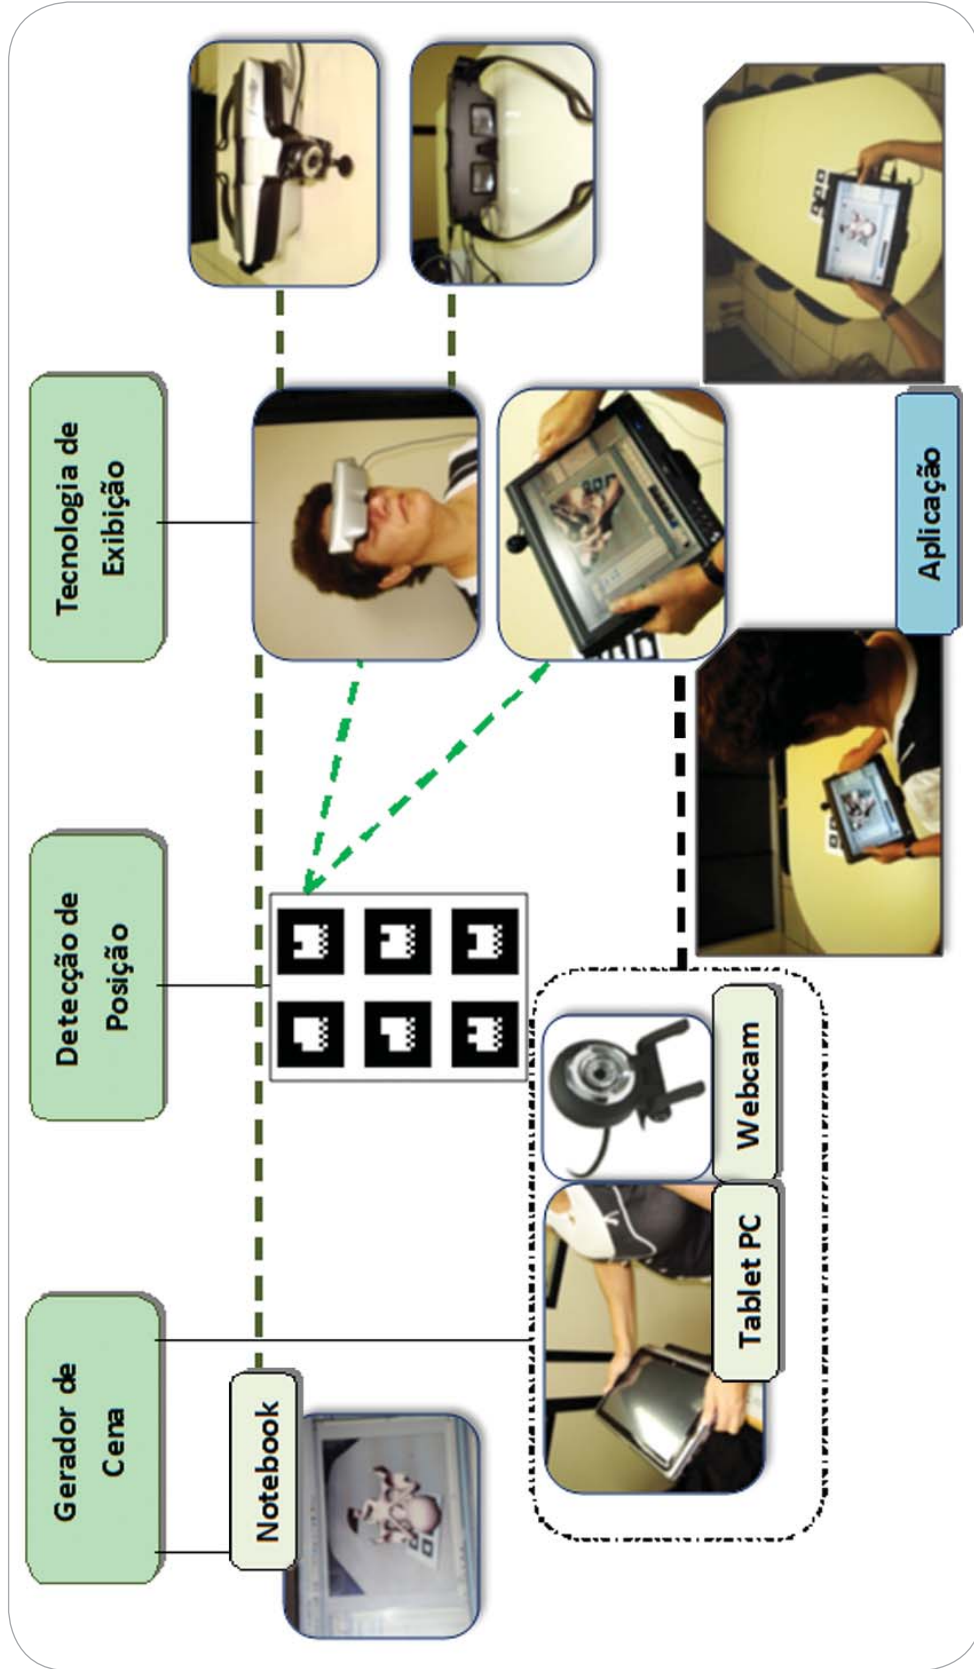 Gerador de
Cena
Detecção de
Posição
Tecnologia de
Exibição
Notebook
Tablet PC
Webcam
Aplicação